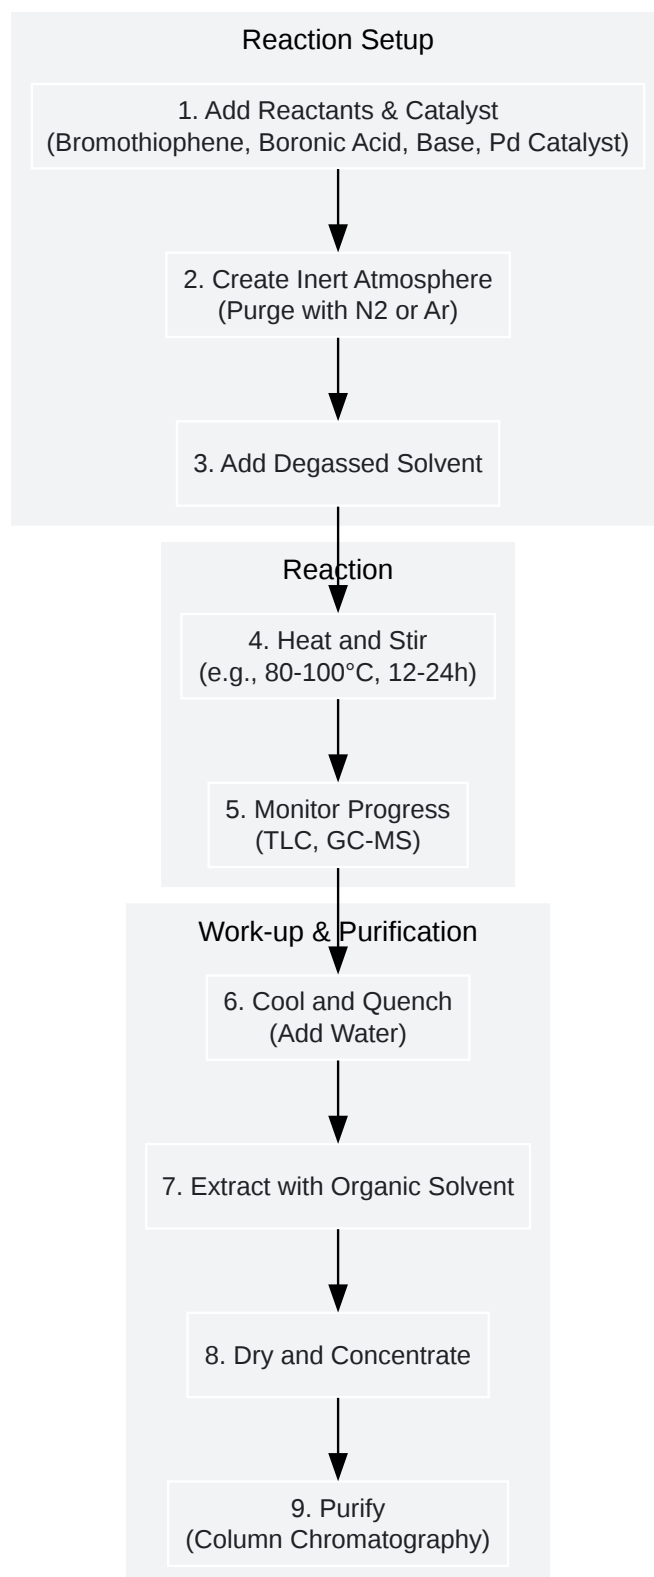 Reaction Setup
1. Add Reactants & Catalyst
(Bromothiophene, Boronic Acid, Base, Pd Catalyst)
2. Create Inert Atmosphere
(Purge with N2 or Ar)
3. Add Degassed Solvent
Reaction
4. Heat and Stir
(e.g., 80-100°C, 12-24h)
5. Monitor Progress
(TLC, GC-MS)
Work-up & Purification
6. Cool and Quench
(Add Water)
7. Extract with Organic Solvent
8. Dry and Concentrate
9. Purify
(Column Chromatography)